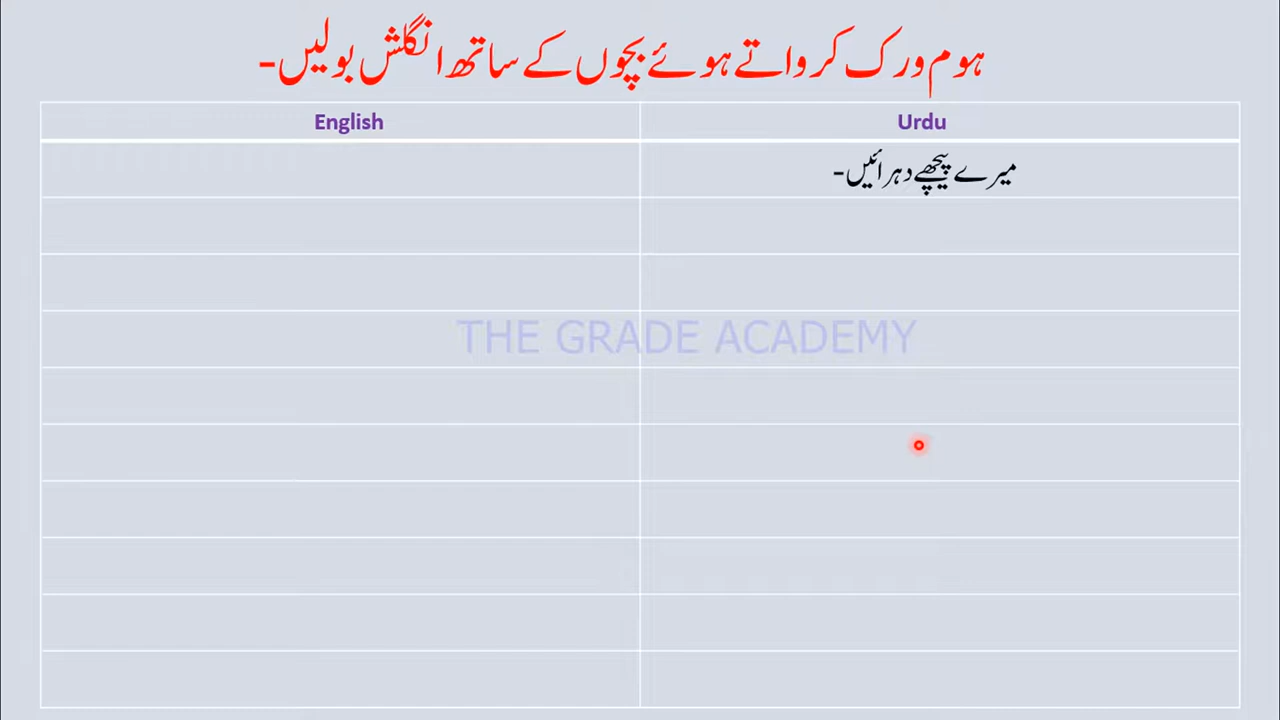 ہوم ورک کرواتے ہوئے بچوں کے ساتھ انگلش بولیں-
English Urdu
میرے پیچھے دہرائیں-
THE GRADE ACADEMY